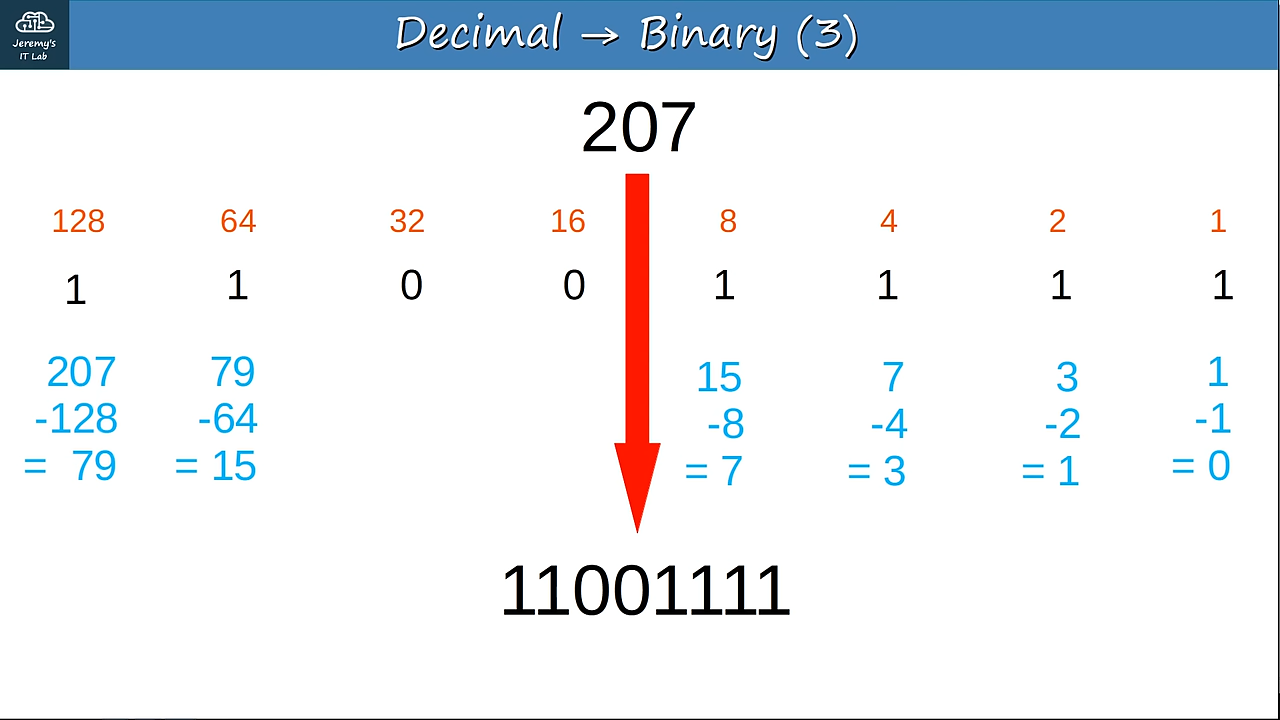 Jeremy's
IT Lab
Decimal → Binary (3)
207
128 64 32 16 8 4 2 1
1 1 0 0 1 1 1 1
207 79 15 7 3 1
-128 -64 -8 -4 -2 -1
= 79 = 15 = 7 = 3 = 1 = 0
11001111